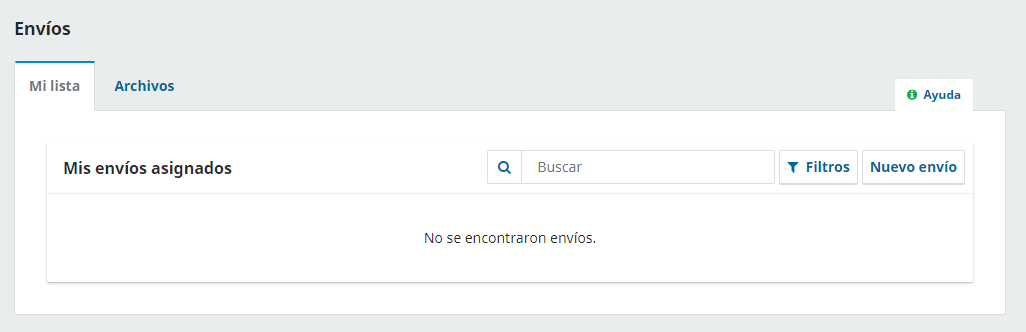 Envíos
Mi lista Archivos
Ayuda
Mis envíos asignados Buscar Filtros Nuevo envío
No se encontraron envíos.